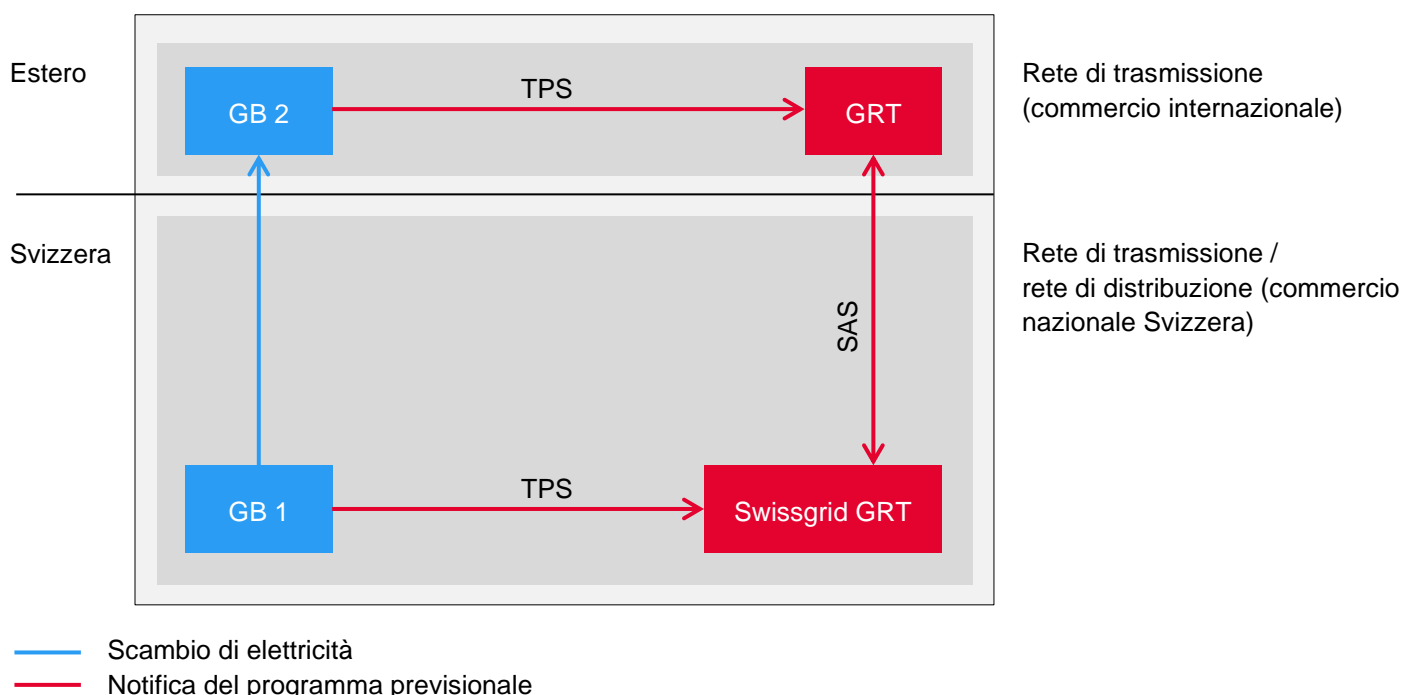 Estero
TPS
GB 2
GRT
Rete di trasmissione
(commercio internazionale)
Svizzera
Rete di trasmissione /
rete di distribuzione (commercio
nazionale Svizzera)
SAS
TPS
GB 1
Swissgrid GRT
Scambio di elettricità
Notifica del programma previsionale